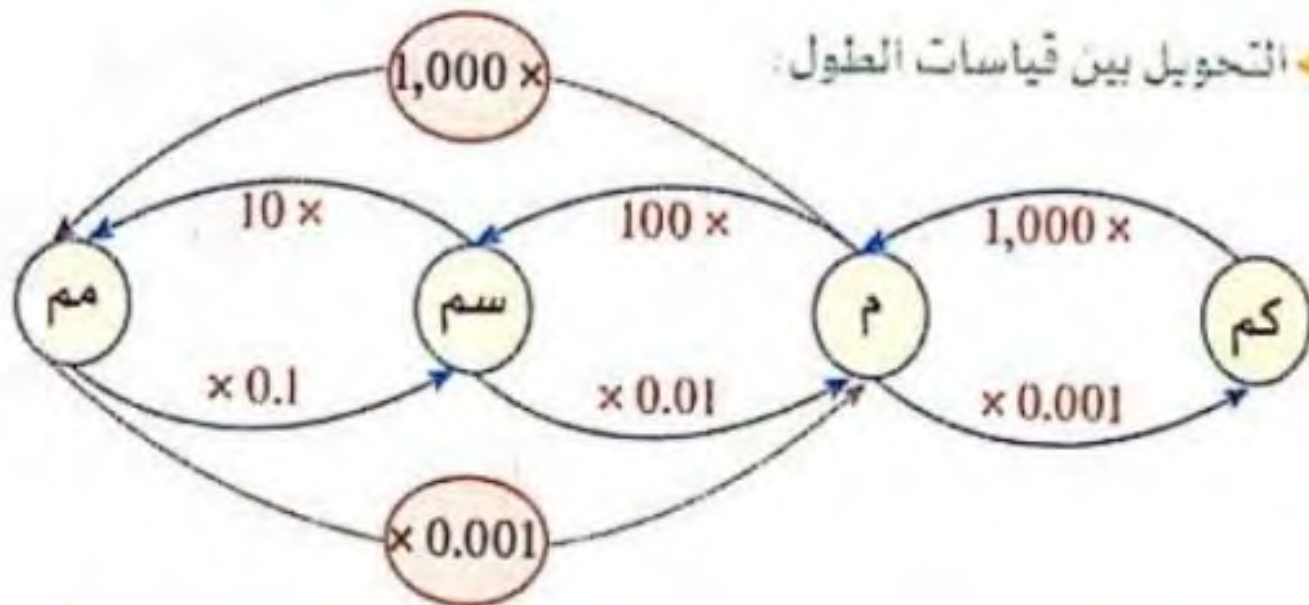 التحويل بين قياسات الطول:
1,000 ×
1,000 ×
100 ×
10 ×
كم
م
سم
مم
× 0.001
× 0.01
× 0.1
× 0.001